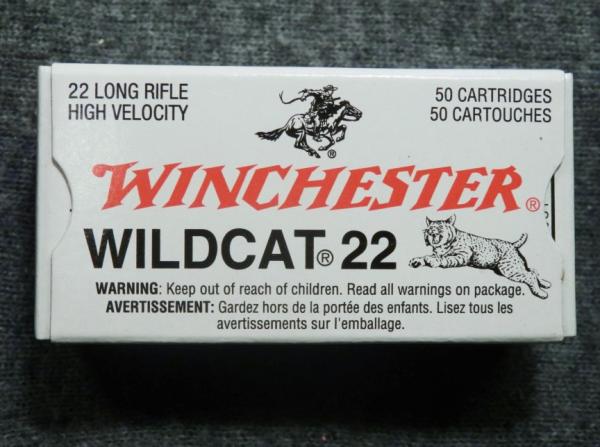 22 LONG RIFLE
HIGH VELOCITY
50 CARTRIDGES
50 CARTOUCHES
®
WINCHESTER®
WILDCAT® 22
WARNING: Keep out of reach of children. Read all warnings on package.
AVERTISSEMENT: Gardez hors de la portée des enfants. Lisez tous les
avertissements sur l'emballage.